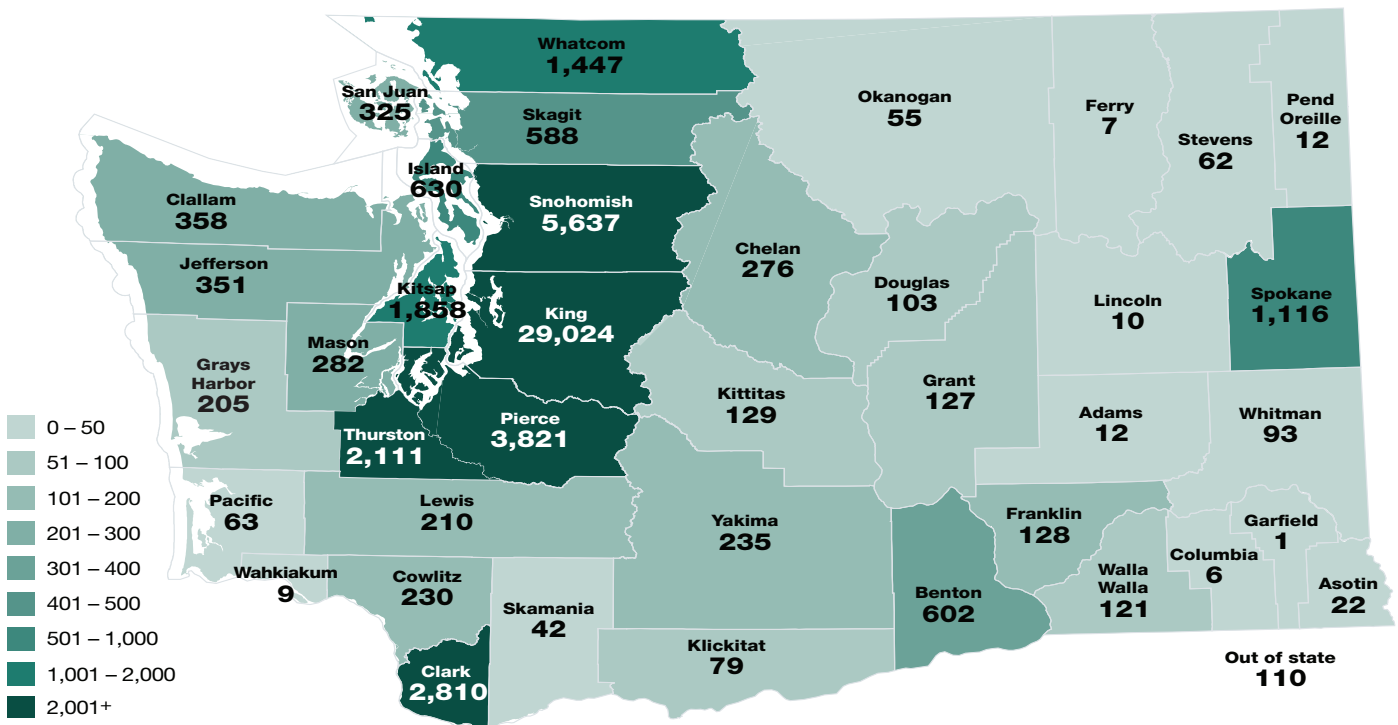 Whatcom
1,447
San Juan
325
Skagit
588
Okanogan
55
Ferry
7
Stevens
62
Pend
Oreille
12
Island
630
Clallam
358
Snohomish
5,637
Chelan
276
Jefferson
351
Kitsap
1,858
Douglas
103
Lincoln
10
Spokane
1,116
King
29,024
Mason
282
Grays
Harbor
205
Kittitas
129
Grant
127
Adams
12
Whitman
93
Pierce
3,821
Thurston
2,111
Pacific
63
Lewis
210
Yakima
235
Franklin
128
Garfield
1
Columbia
6
Walla
Walla
121
Asotin
22
Wahkiakum
9
Cowlitz
230
Skamania
42
Benton
602
Klickitat
79
Clark
2,810
Out of state
110
0 – 50
51 – 100
101 – 200
201 – 300
301 – 400
401 – 500
501 – 1,000
1,001 – 2,000
2,001+